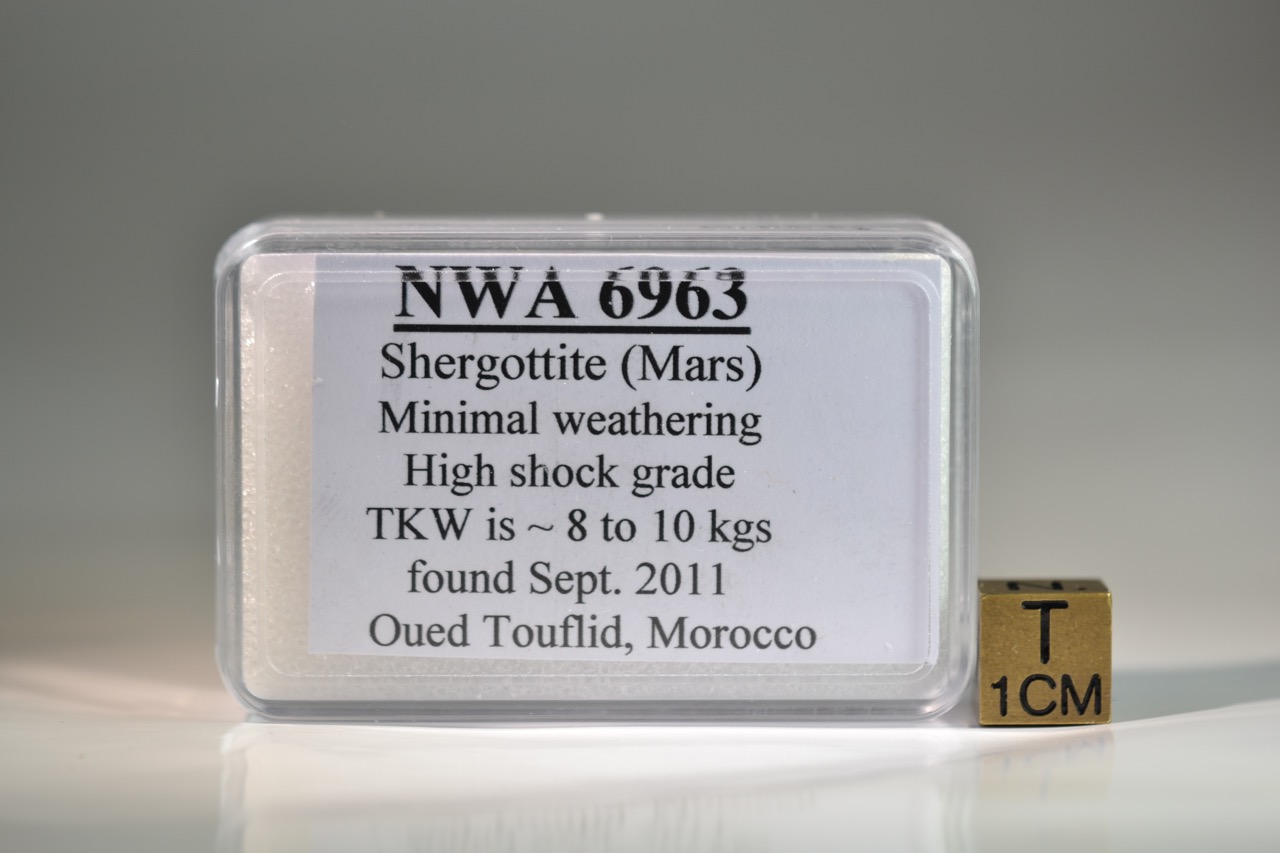 NWA 6963
Shergottite (Mars)
Minimal weathering
High shock grade
TKW is ~ 8 to 10 kgs
found Sept. 2011
Oued Touflid, Morocco
N
T
1CM